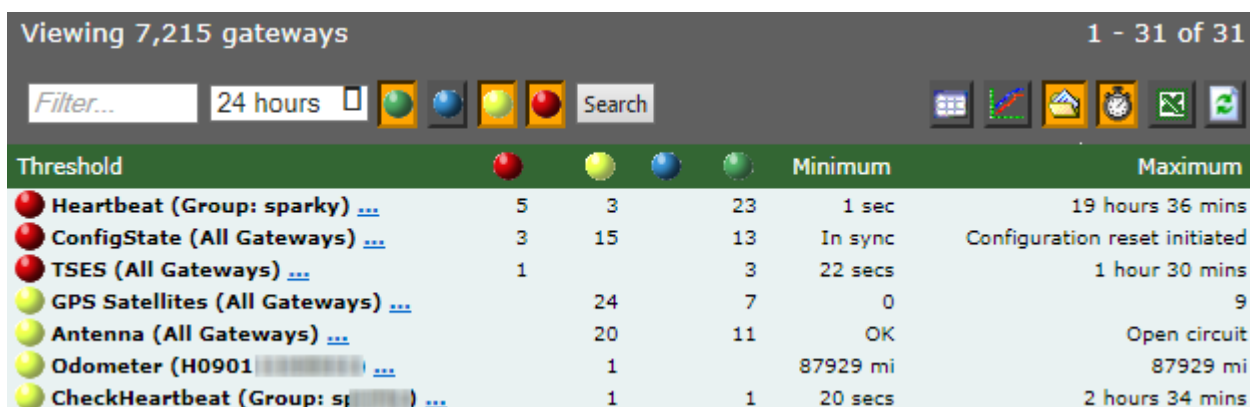 Viewing 7,215 gateways 1 - 31 of 31
Filter... 24 hours Search
Threshold Minimum Maximum
Heartbeat (Group: sparky) ... 5 3 23 1 sec 19 hours 36 mins
ConfigState (All Gateways) ... 3 15 13 In sync Configuration reset initiated
TSES (All Gateways) ... 1 3 22 secs 1 hour 30 mins
GPS Satellites (All Gateways) ... 24 7 0 9
Antenna (All Gateways) ... 20 11 OK Open circuit
Odometer (H0901 ... 1 87929 mi 87929 mi
CheckHeartbeat (Group: ) ... 1 1 20 secs 2 hours 34 mins